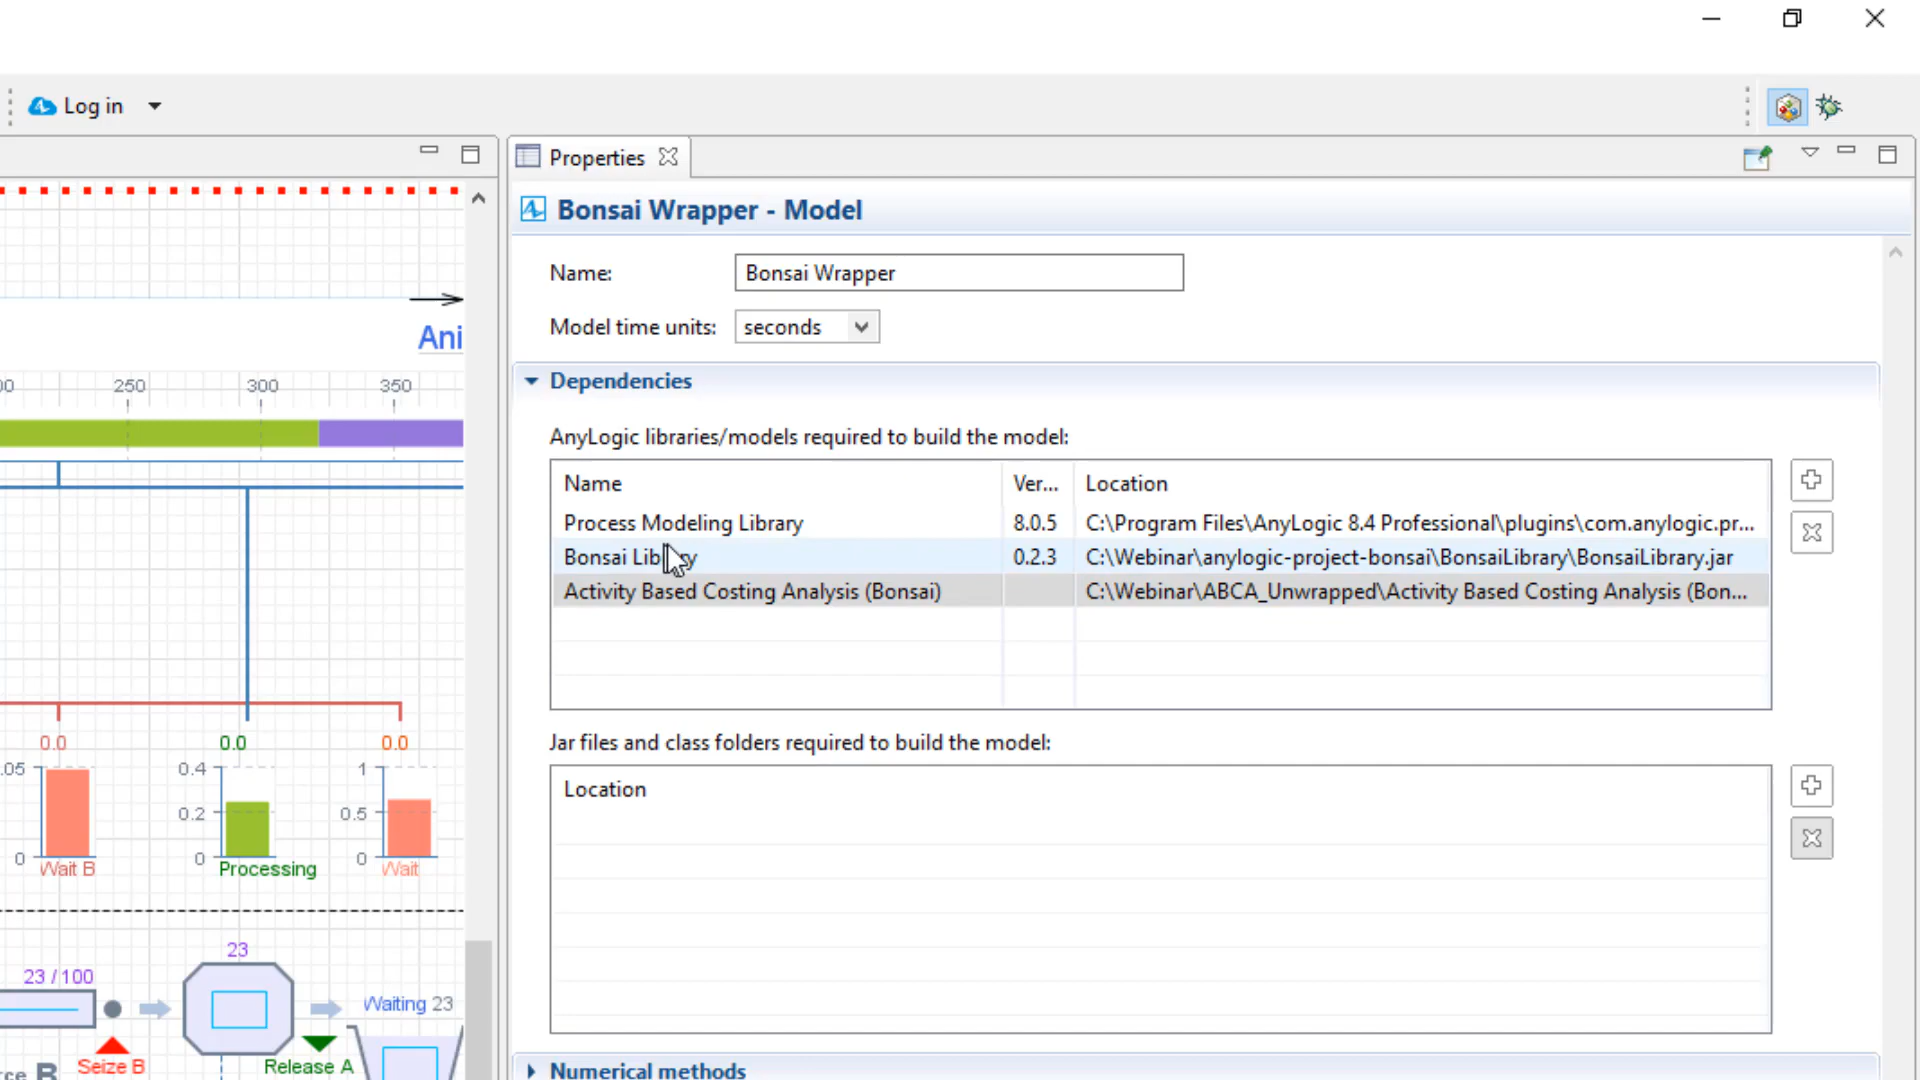 Log in
Properties
Bonsai Wrapper - Model
Name:
Bonsai Wrapper
Model time units:
seconds
Dependencies
AnyLogic libraries/models required to build the model:
Name Ver... Location
Process Modeling Library 8.0.5 C:\Program Files\AnyLogic 8.4 Professional\plugins\com.anylogic.pr...
Bonsai Library 0.2.3 C:\Webinar\anylogic-project-bonsai\BonsaiLibrary\BonsaiLibrary.jar
Activity Based Costing Analysis (Bonsai) C:\Webinar\ABCA_Unwrapped\Activity Based Costing Analysis (Bon...
Jar files and class folders required to build the model:
Location
Numerical methods
Ani
00 250 300 350
0.0 0.0 0.0
.05 0.4 1
0.2 0.5
0 0 0
Wait B Processing Wait
23
23 / 100
Waiting 23
rce B Seize B Release A